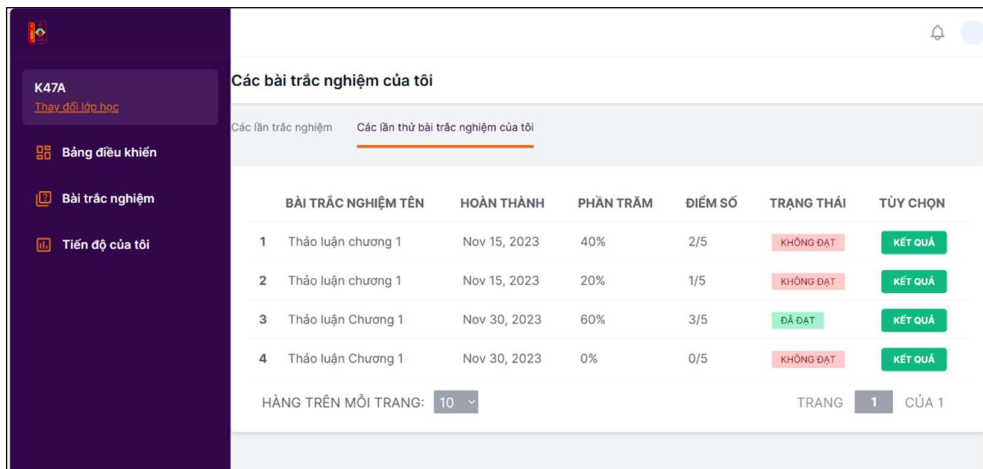 K47A
Thay đổi lớp học
Bảng điều khiển
Bài trắc nghiệm
Tiến độ của tôi
Các bài trắc nghiệm của tôi
Các lần trắc nghiệm Các lần thử bài trắc nghiệm của tôi
BÀI TRẮC NGHIỆM TÊN HOÀN THÀNH PHẦN TRĂM ĐIỂM SỐ TRẠNG THÁI TÙY CHỌN
1 Thảo luận chương 1 Nov 15, 2023 40% 2/5 KHÔNG ĐẠT KẾT QUẢ
2 Thảo luận chương 1 Nov 15, 2023 20% 1/5 KHÔNG ĐẠT KẾT QUẢ
3 Thảo luận Chương 1 Nov 30, 2023 60% 3/5 ĐÃ ĐẠT KẾT QUẢ
4 Thảo luận Chương 1 Nov 30, 2023 0% 0/5 KHÔNG ĐẠT KẾT QUẢ
HÀNG TRÊN MỖI TRANG: 10 TRANG 1 CỦA 1